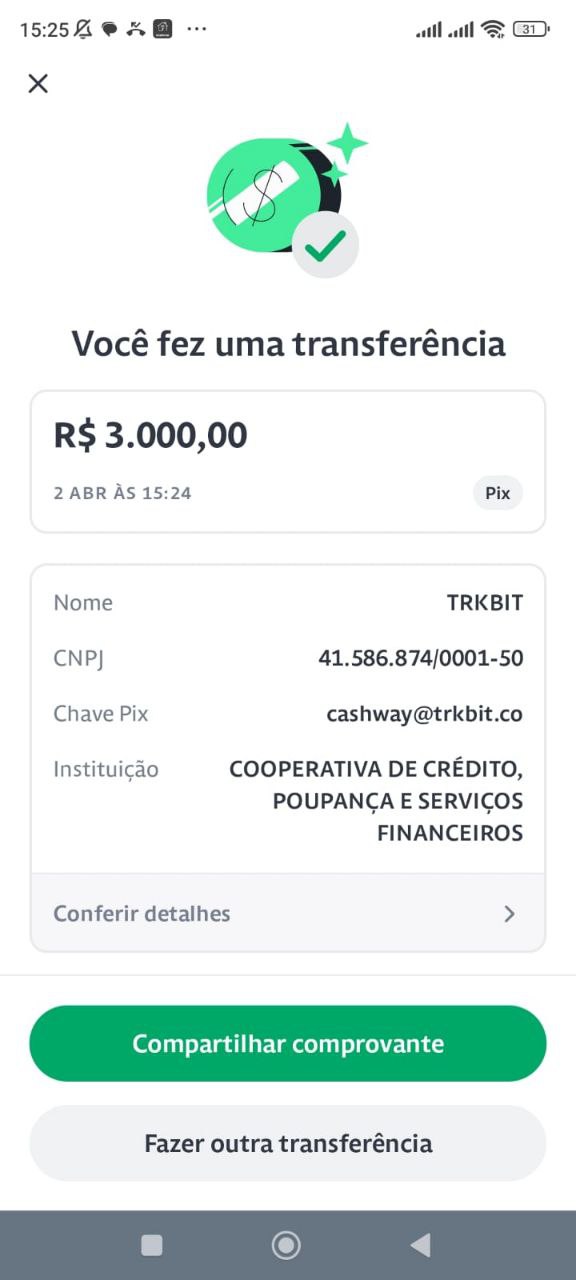 15:25
31
Você fez uma transferência
R$ 3.000,00
2 ABR ÀS 15:24
Pix
Nome
TRKBIT
CNPJ
41.586.874/0001-50
Chave Pix
cashway@trkbit.co
Instituição
COOPERATIVA DE CRÉDITO,
POUPANÇA E SERVIÇOS
FINANCEIROS
Conferir detalhes
Compartilhar comprovante
Fazer outra transferência